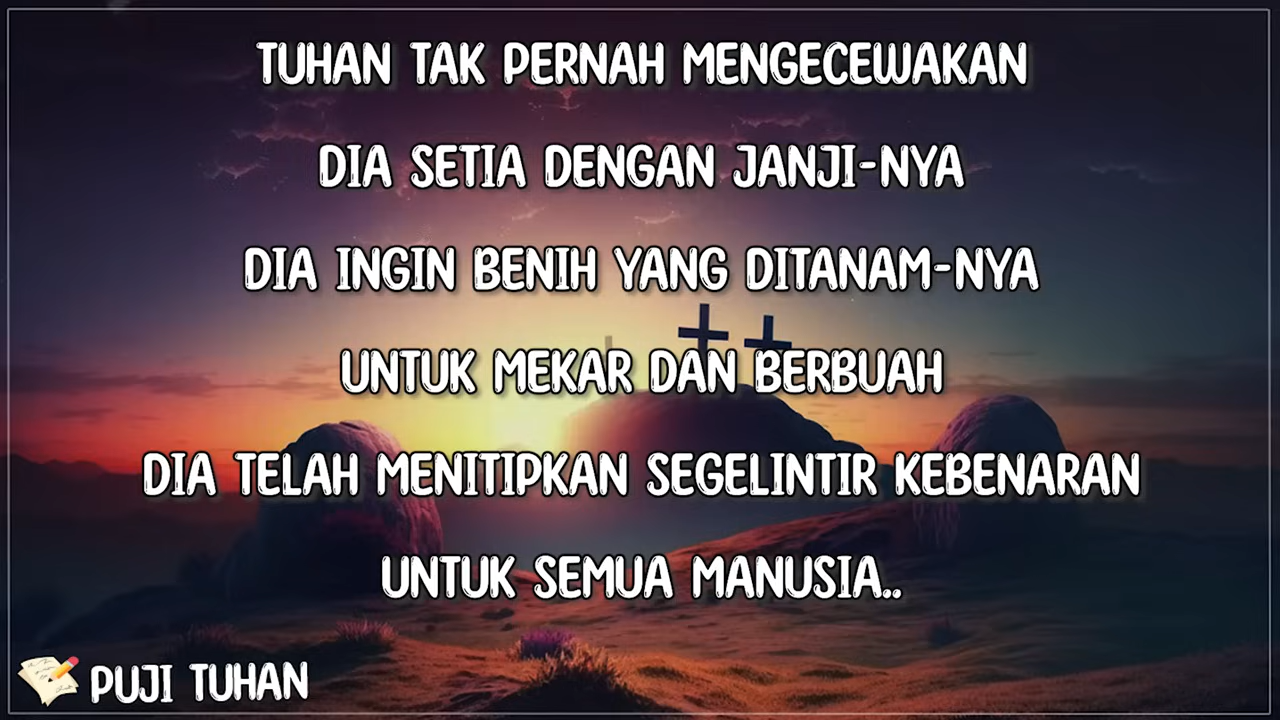 TUHAN TAK PERNAH MENGECEWAKAN
DIA SETIA DENGAN JANJI-NYA
DIA INGIN BENIH YANG DITANAM-NYA
UNTUK MEKAR DAN BERBUAH
DIA TELAH MENITIPKAN SEGELINTIR KEBENARAN
UNTUK SEMUA MANUSIA..
PUJI TUHAN